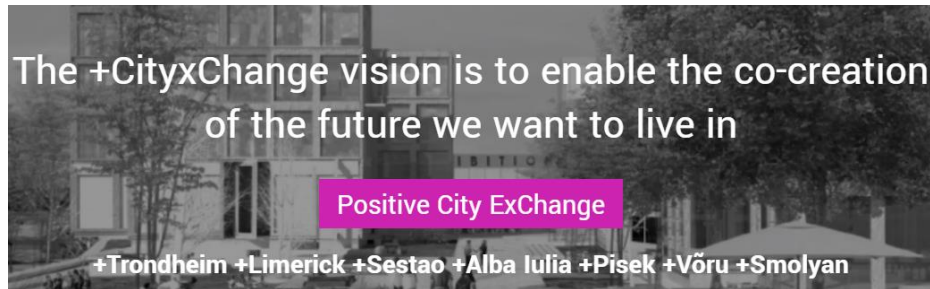 The +CityxChange vision is to enable the co-creation
of the future we want to live in
IBITION
Positive City ExChange
+Trondheim +Limerick +Sestao +Alba Iulia +Pisek +Võru +Smolyan